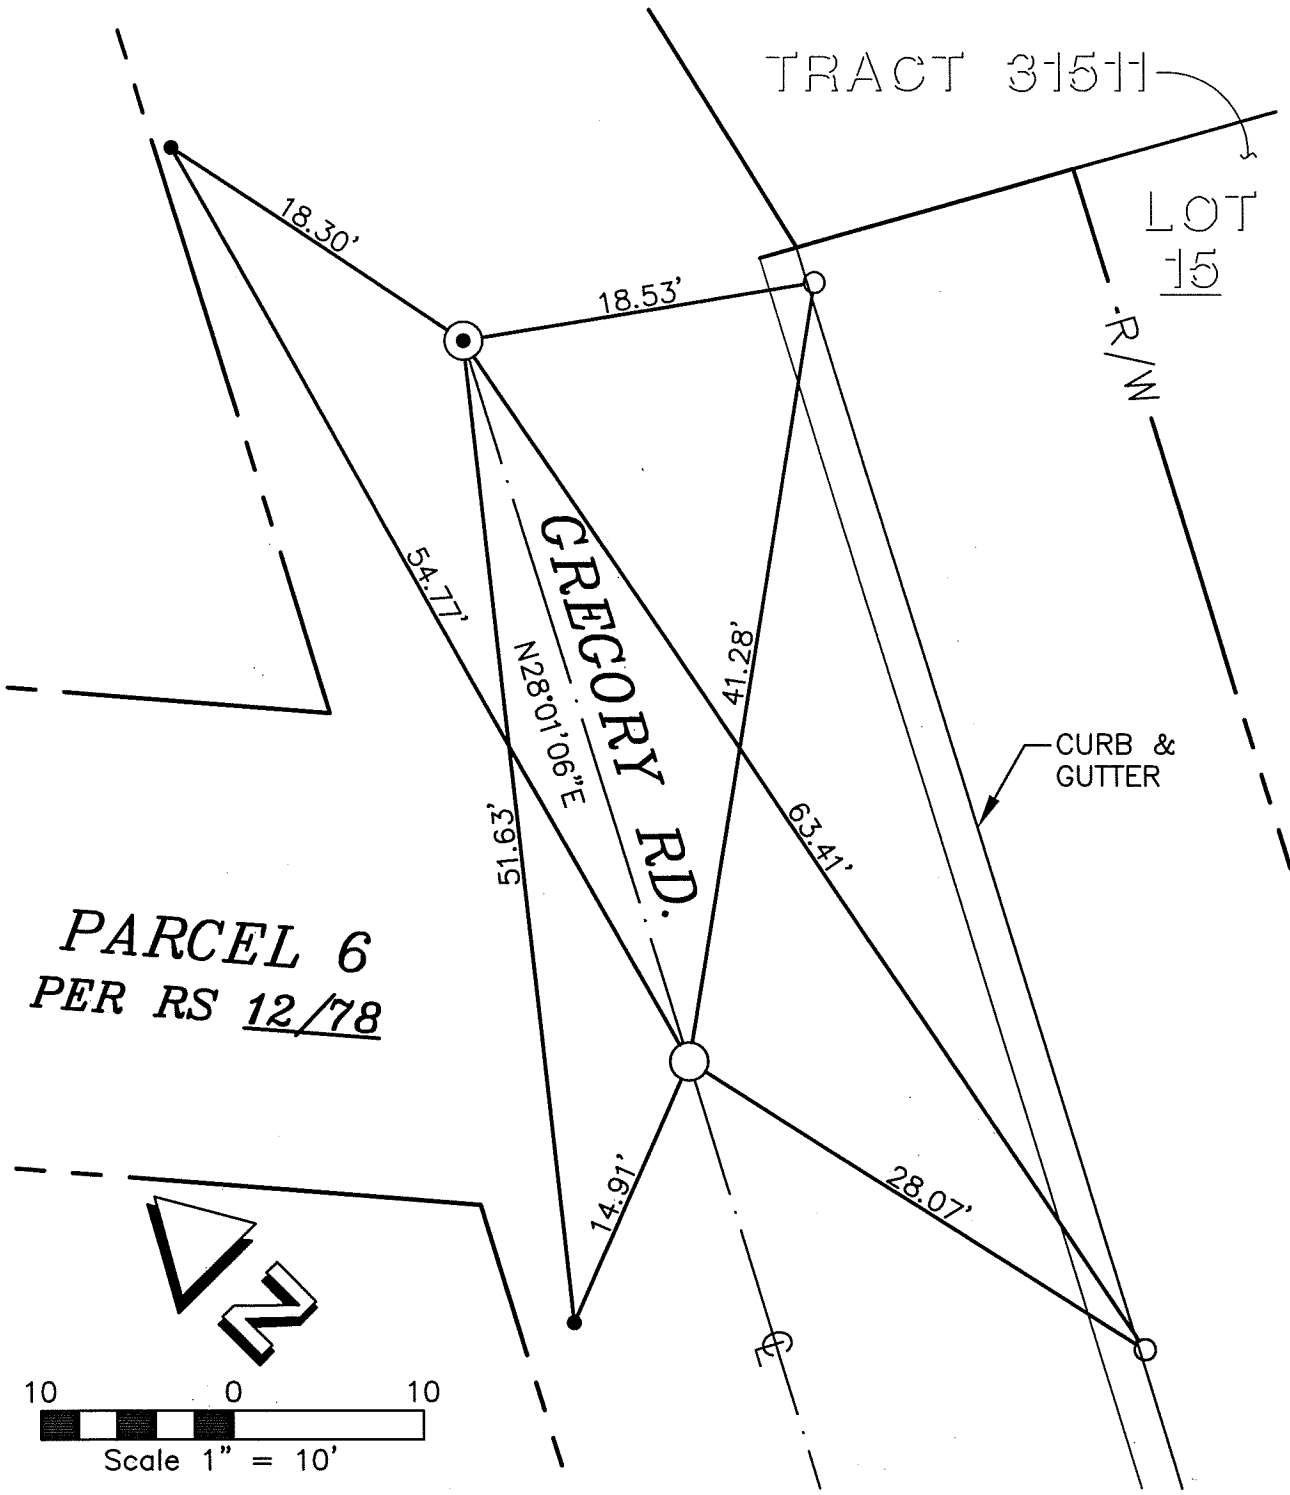 TRACT 31511
LOT
15
R/W
18.30'
18.53'
GREGORY RD.
N28°01'06"E
54.77'
41.28'
51.63'
63.41'
CURB &
GUTTER
PARCEL 6
PER RS 12/78
14.91'
28.07'
N
CL
10 0 10
Scale 1" = 10'